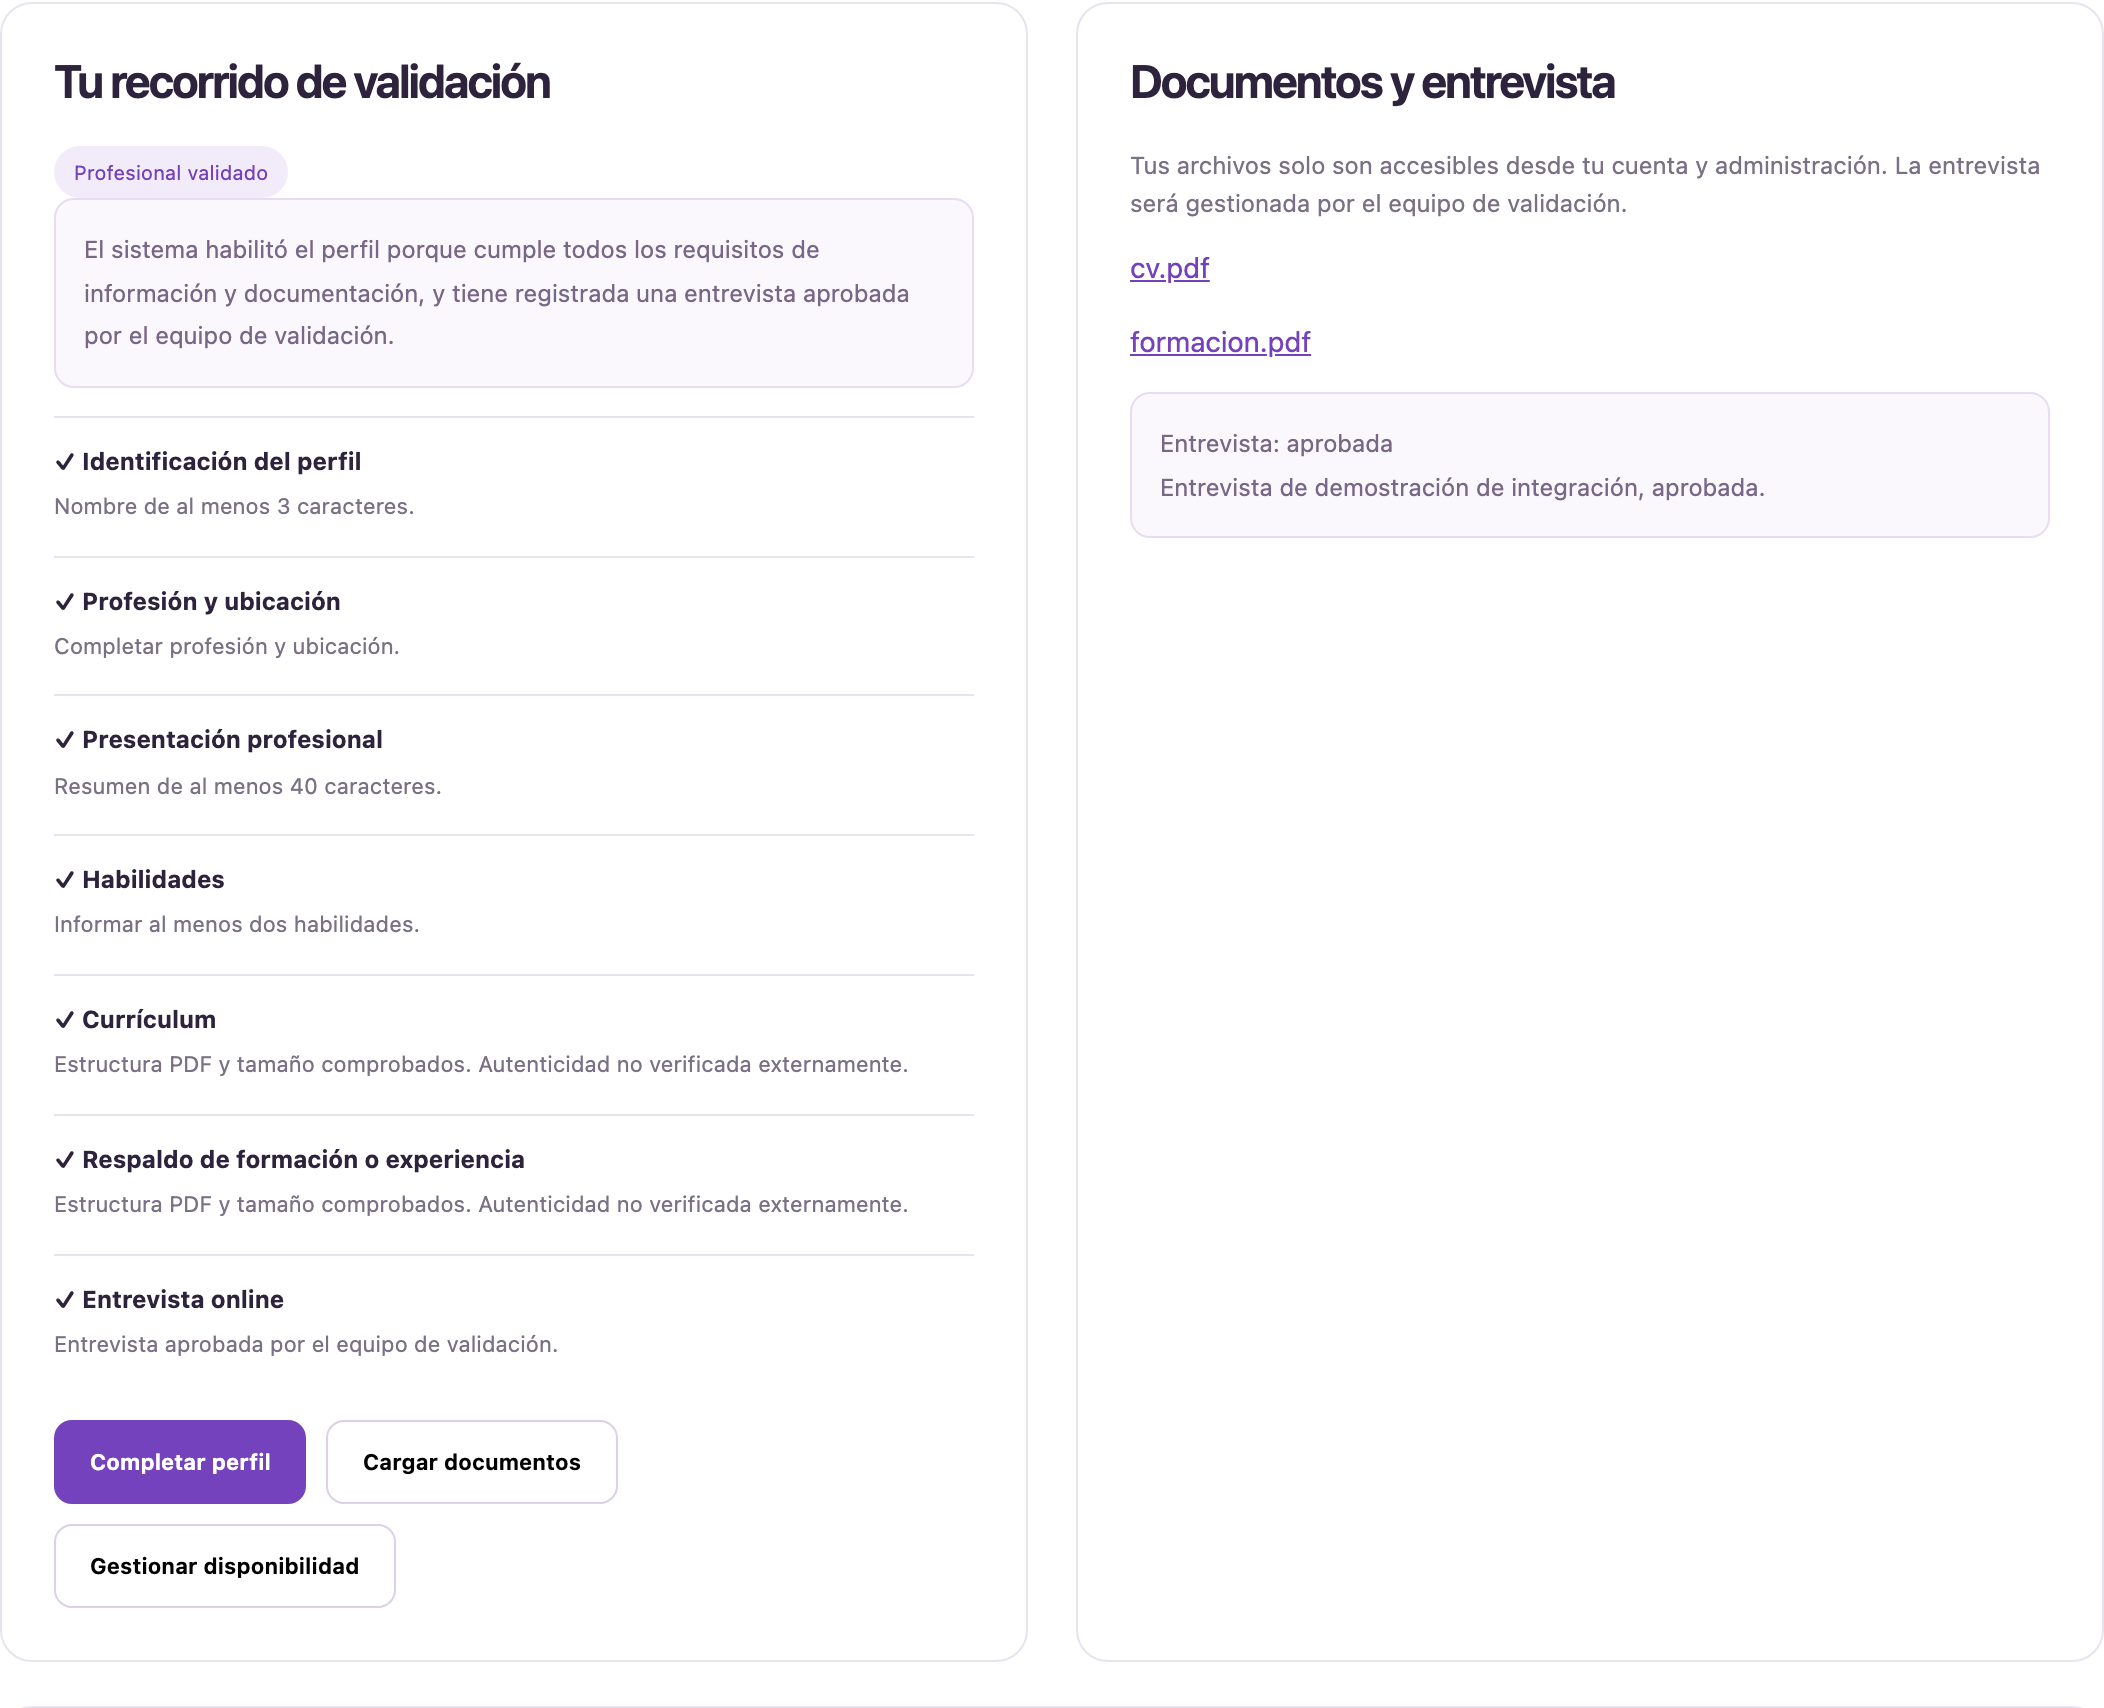 Tu recorrido de validación
Profesional validado
El sistema habilitó el perfil porque cumple todos los requisitos de
información y documentación, y tiene registrada una entrevista aprobada
por el equipo de validación.
✓ Identificación del perfil
Nombre de al menos 3 caracteres.
✓ Profesión y ubicación
Completar profesión y ubicación.
✓ Presentación profesional
Resumen de al menos 40 caracteres.
✓ Habilidades
Informar al menos dos habilidades.
✓ Currículum
Estructura PDF y tamaño comprobados. Autenticidad no verificada externamente.
✓ Respaldo de formación o experiencia
Estructura PDF y tamaño comprobados. Autenticidad no verificada externamente.
✓ Entrevista online
Entrevista aprobada por el equipo de validación.
Completar perfil
Cargar documentos
Gestionar disponibilidad
Documentos y entrevista
Tus archivos solo son accesibles desde tu cuenta y administración. La entrevista
será gestionada por el equipo de validación.
cv.pdf
formacion.pdf
Entrevista: aprobada
Entrevista de demostración de integración, aprobada.